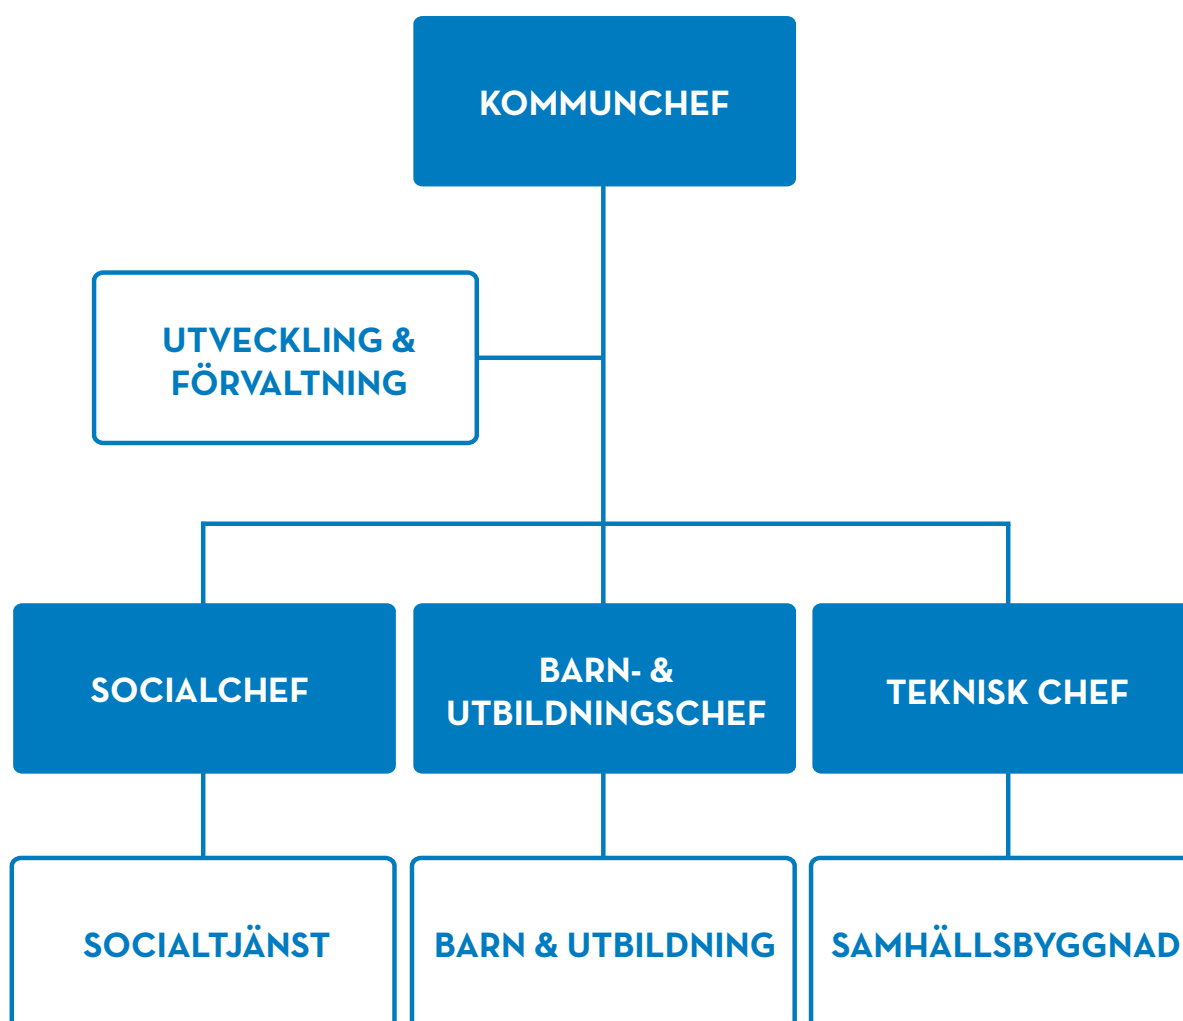 KOMMUNCHEF
UTVECKLING &
FÖRVALTNING
SOCIALCHEF
BARN- &
UTBILDNINGSCHEF
TEKNISK CHEF
SOCIALTJÄNST
BARN & UTBILDNING
SAMHÄLLSBYGGNAD